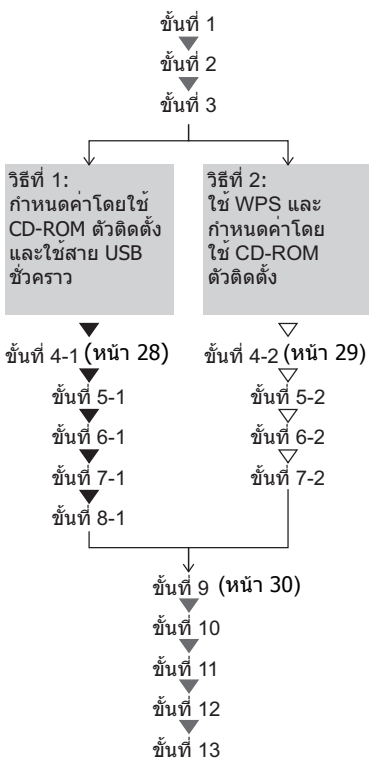 ขั้นที่ 1
ขั้นที่ 2
ขั้นที่ 3
วิธีที่ 1:
กำหนดค่าโดยใช้
CD-ROM ตัวติดตั้ง
และใช้สาย USB
ชั่วคราว
วิธีที่ 2:
ใช้ WPS และ
กำหนดค่าโดย
ใช้ CD-ROM
ตัวติดตั้ง
ขั้นที่ 4-1 (หน้า 28)
ขั้นที่ 5-1
ขั้นที่ 6-1
ขั้นที่ 7-1
ขั้นที่ 8-1
ขั้นที่ 4-2 (หน้า 29)
ขั้นที่ 5-2
ขั้นที่ 6-2
ขั้นที่ 7-2
ขั้นที่ 9 (หน้า 30)
ขั้นที่ 10
ขั้นที่ 11
ขั้นที่ 12
ขั้นที่ 13